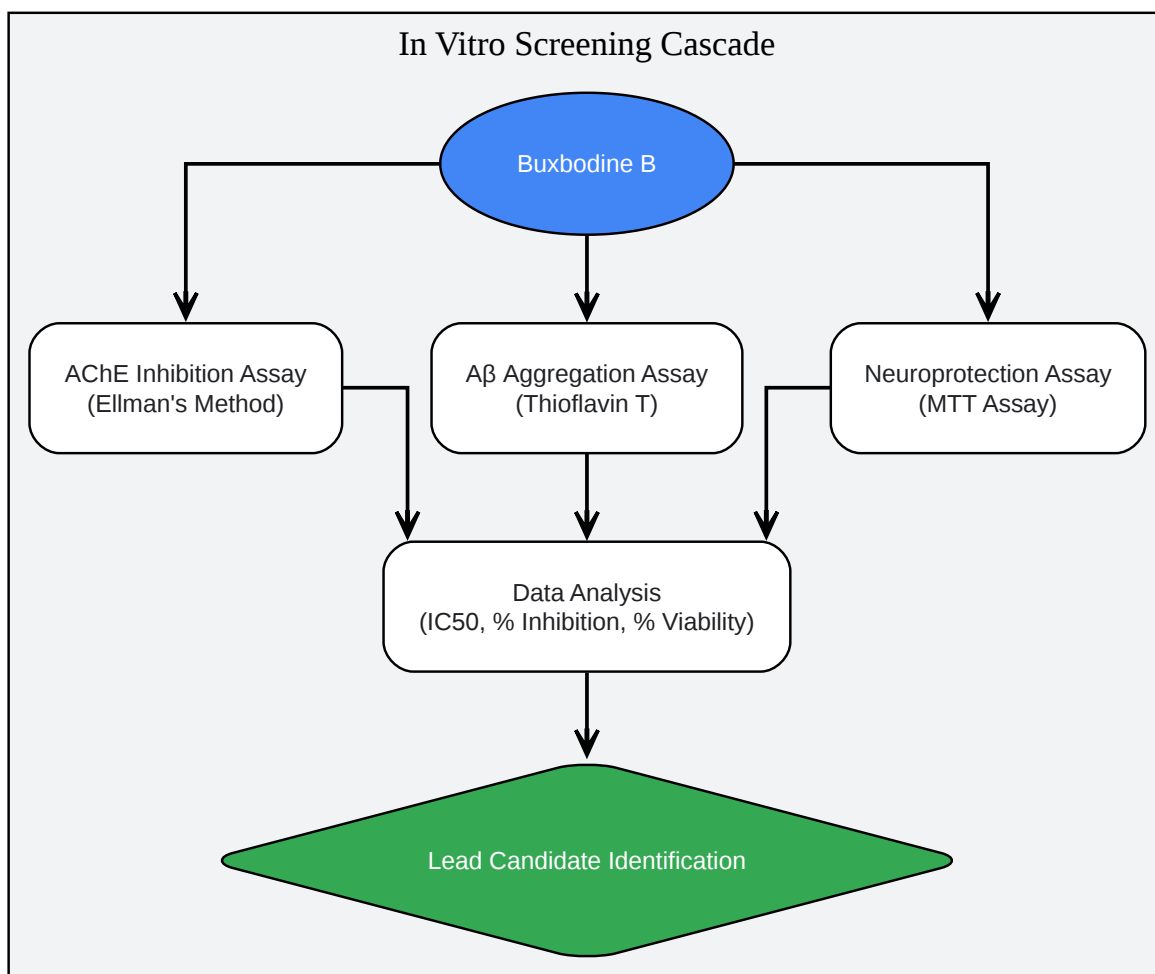 In Vitro Screening Cascade
Buxbodine B
AChE Inhibition Assay
(Ellman's Method)
Aβ Aggregation Assay
(Thioflavin T)
Neuroprotection Assay
(MTT Assay)
Data Analysis
(IC50, % Inhibition, % Viability)
Lead Candidate Identification